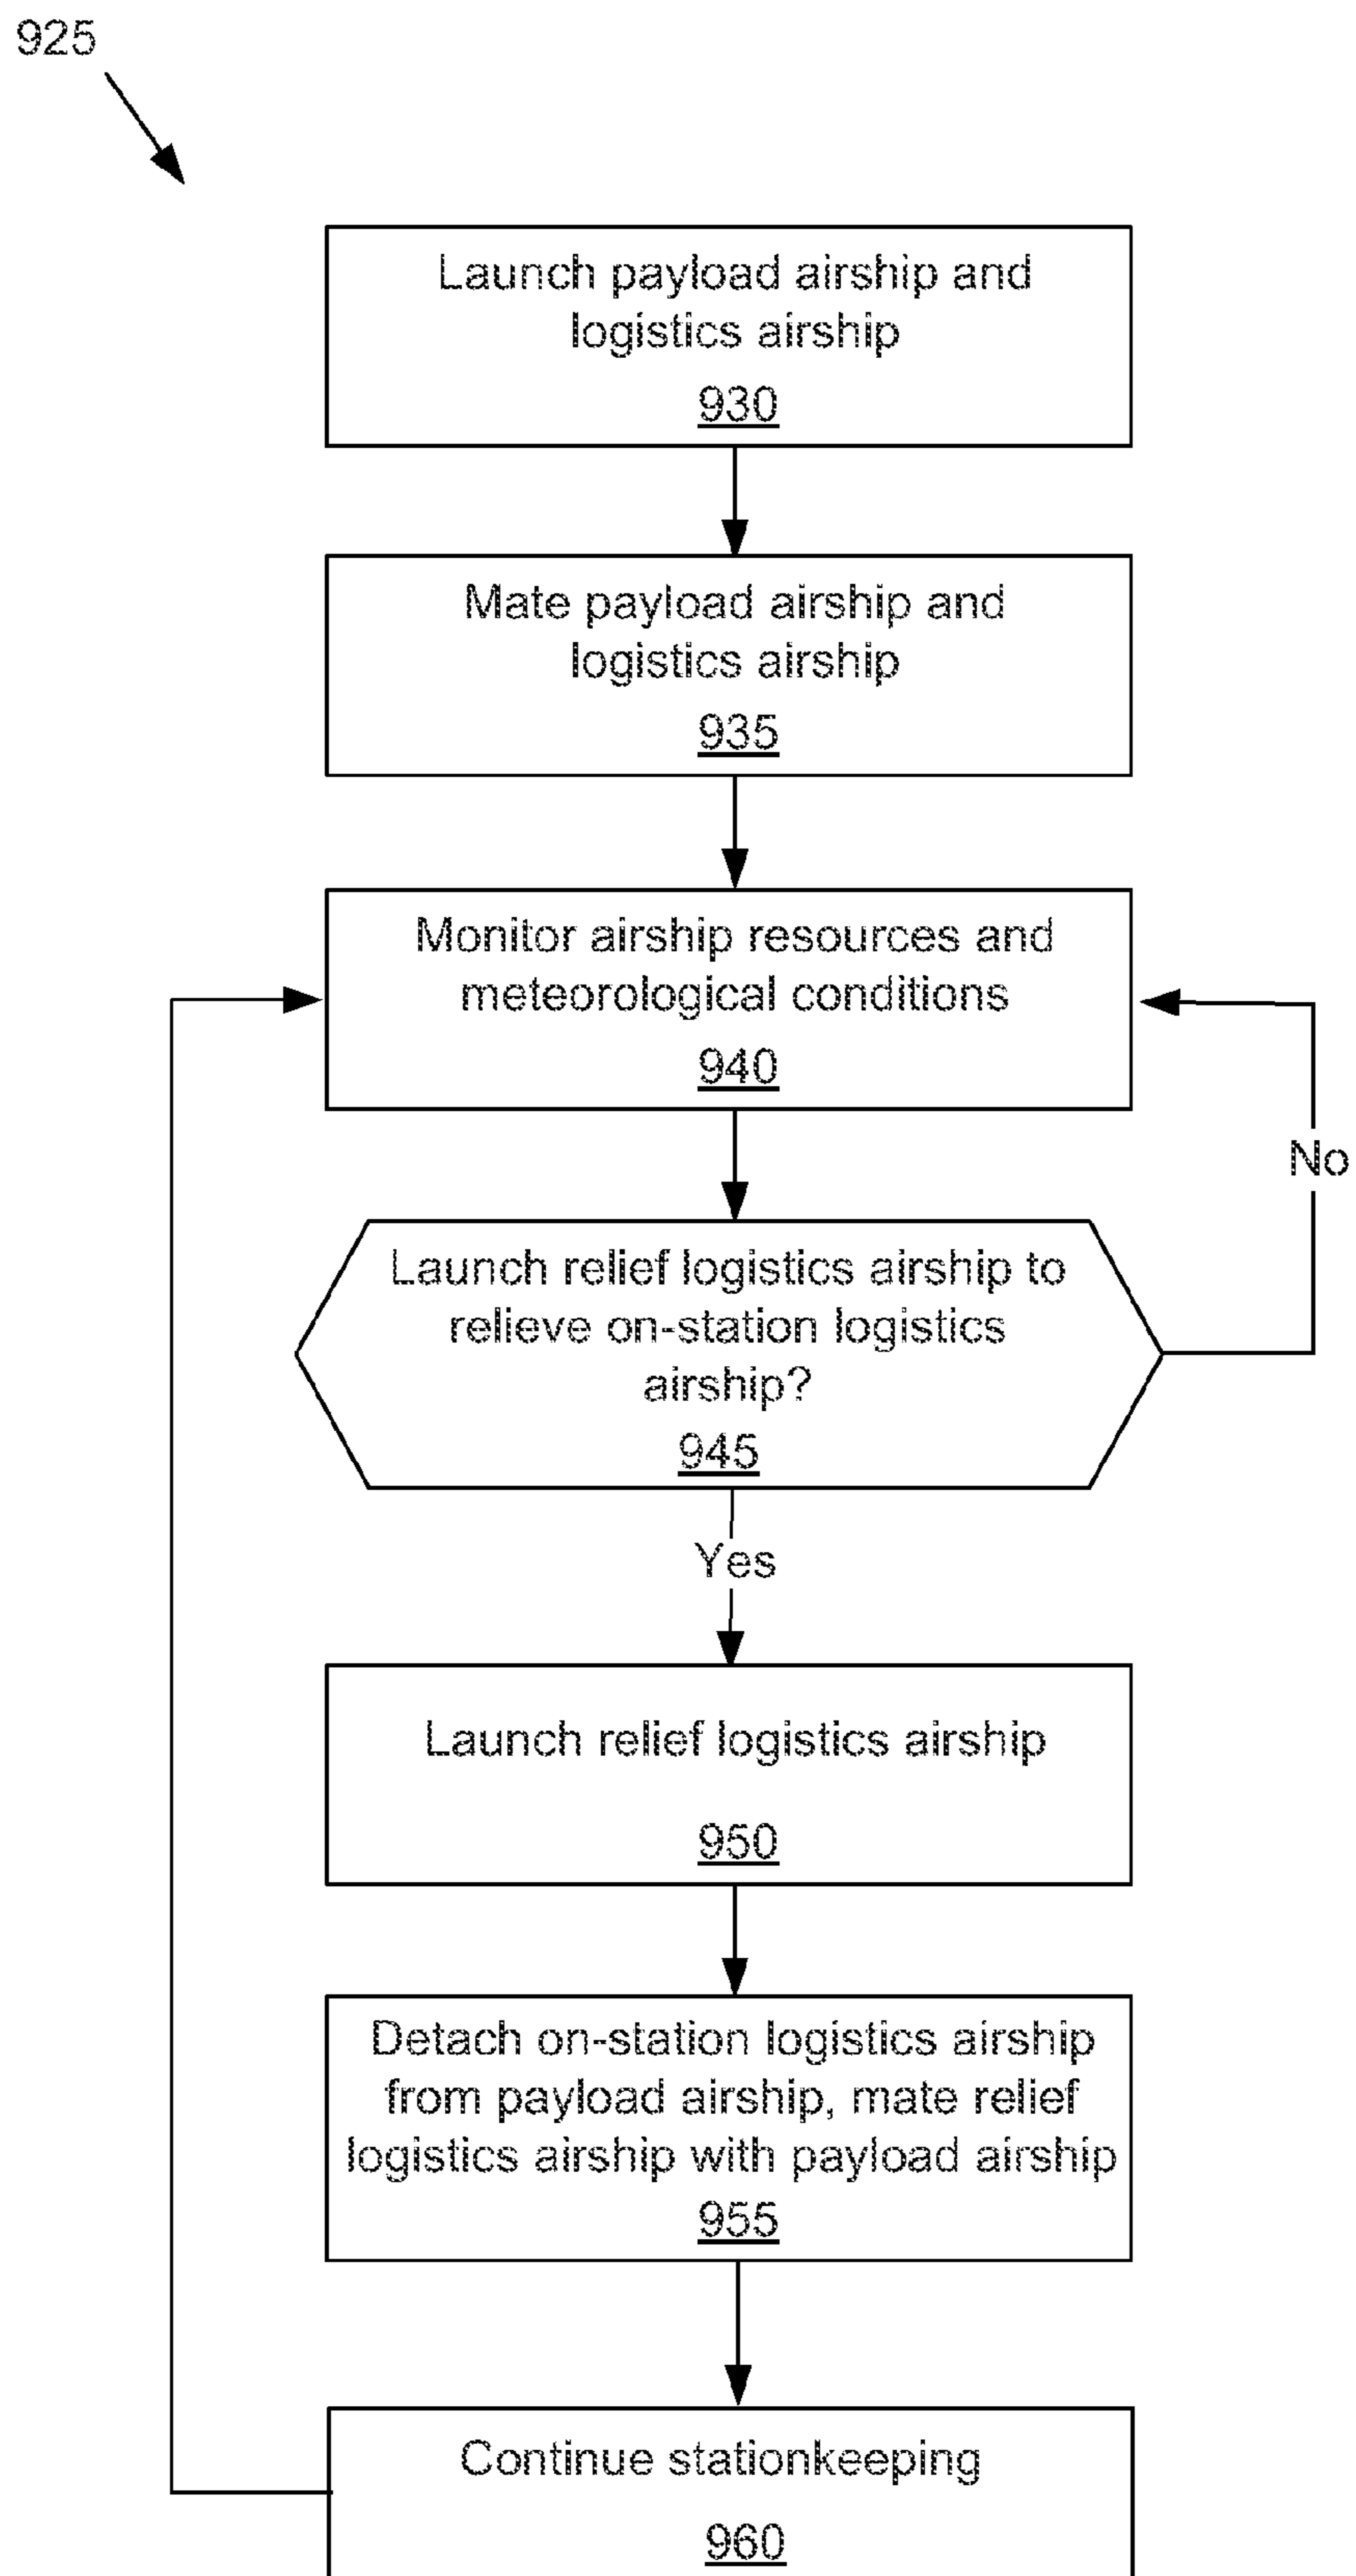 925
Launch payload airship and
logistics airship
930
Mate payload airship and
logistics airship
935
Monitor airship resources and
meteorological conditions
940
No
Launch relief logistics airship to
relieve on-station logistics
airship?
945
Yes
Launch relief logistics airship
950
Detach on-station logistics airship
from payload airship, mate relief
logistics airship with payload airship
955
Continue stationkeeping
960